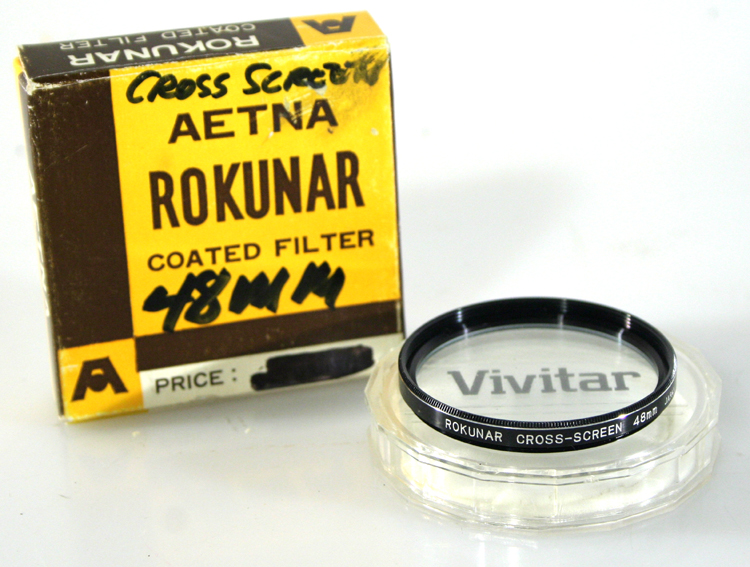 ROKUNAR
COATED FILTER
CROSS SCREEN
AETNA
ROKUNAR
COATED FILTER
48mm
A
PRICE:
Vivitar
ROKUNAR CROSS-SCREEN 48mm